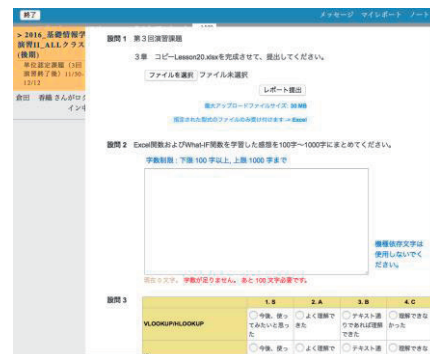 終了
メッセージ マイレポート ノート
> 2016_基礎情報学
演習II_ALLクラス
(後期)
単位認定課題（3回
演習終了後）11/30-
12/12
倉田 香織 さんがログ
イン中
設問 1 第３回演習課題
３章 コピーLesson20.xlsxを完成させて、提出してください。
ファイルを選択 ファイル未選択
レポート提出
最大アップロードファイルサイズ: 30 MB
指定された形式のファイルのみ受け付けます -> Excel
設問 2 Excel関数およびWhat-IF関数を学習した感想を100字〜1000字にまとめてください。
字数制限：下限 100 字以上, 上限 1000 字まで
機種依存文字は
使用しないでく
ださい。
現在 0 文字。 字数が足りません。 あと 100 文字必要です。
設問 3
1. S 2. A 3. B 4. C
VLOOKUP/HLOOKUP
今後、使っ
てみたいと思っ
た
よく理解で
きた
テキスト通
りであれば理解
できた
理解できな
かった
今後、使っ よく理解で テキスト通 理解できな